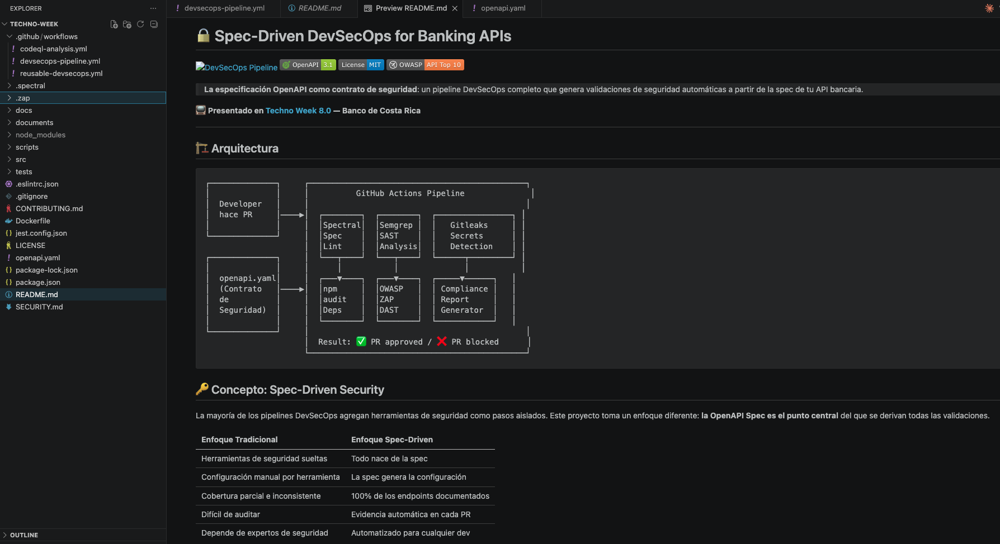 EXPLORER
TECHNO-WEEK
.github/workflows
codeql-analysis.yml
devsecops-pipeline.yml
reusable-devsecops.yml
.spectral
.zap
docs
documents
node_modules
scripts
src
tests
.eslintrc.json
.gitignore
CONTRIBUTING.md
Dockerfile
jest.config.json
LICENSE
openapi.yaml
package-lock.json
package.json
README.md
SECURITY.md
OUTLINE
devsecops-pipeline.yml
README.md
Preview README.md
openapi.yaml
🔒 Spec-Driven DevSecOps for Banking APIs
DevSecOps Pipeline OpenAPI 3.1 License MIT OWASP API Top 10
La especificación OpenAPI como contrato de seguridad: un pipeline DevSecOps completo que genera validaciones de seguridad automáticas a partir de la spec de tu API bancaria.
Presentado en Techno Week 8.0 — Banco de Costa Rica
🏗️ Arquitectura
GitHub Actions Pipeline
Developer
hace PR
Spectral Semgrep Gitleaks
Spec SAST Secrets
Lint Analysis Detection
openapi.yaml
(Contrato npm OWASP Compliance
de audit ZAP Report
Seguridad) Deps DAST Generator
Result: ✅ PR approved / ❌ PR blocked
🔑 Concepto: Spec-Driven Security
La mayoría de los pipelines DevSecOps agregan herramientas de seguridad como pasos aislados. Este proyecto toma un enfoque diferente: la OpenAPI Spec es el punto central del que se derivan todas las validaciones.
Enfoque Tradicional Enfoque Spec-Driven
Herramientas de seguridad sueltas Todo nace de la spec
Configuración manual por herramienta La spec genera la configuración
Cobertura parcial e inconsistente 100% de los endpoints documentados
Difícil de auditar Evidencia automática en cada PR
Depende de expertos de seguridad Automatizado para cualquier dev